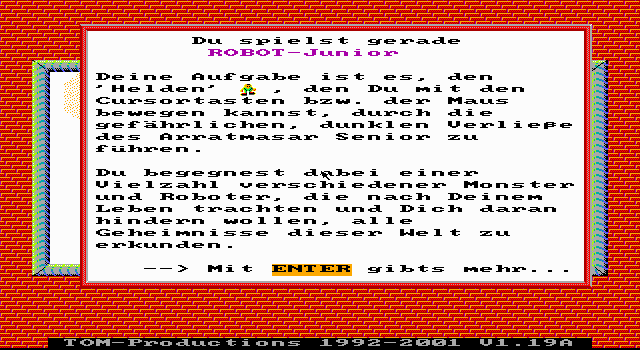 Du spielst gerade
ROBOT-Junior
Deine Aufgabe ist es, den
'Helden' , den Du mit den
Cursortasten bzw. der Maus
bewegen kannst, durch die
gefährlichen, dunklen Verließe
des Arratmasar Senior zu
führen.
Du begegnest dabei einer
Vielzahl verschiedener Monster
und Roboter, die nach Deinem
Leben trachten und Dich daran
hindern wollen, alle
Geheimnisse dieser Welt zu
erkunden.
--> Mit ENTER gibts mehr...
TOM-Productions 1992-2001 V1.19A